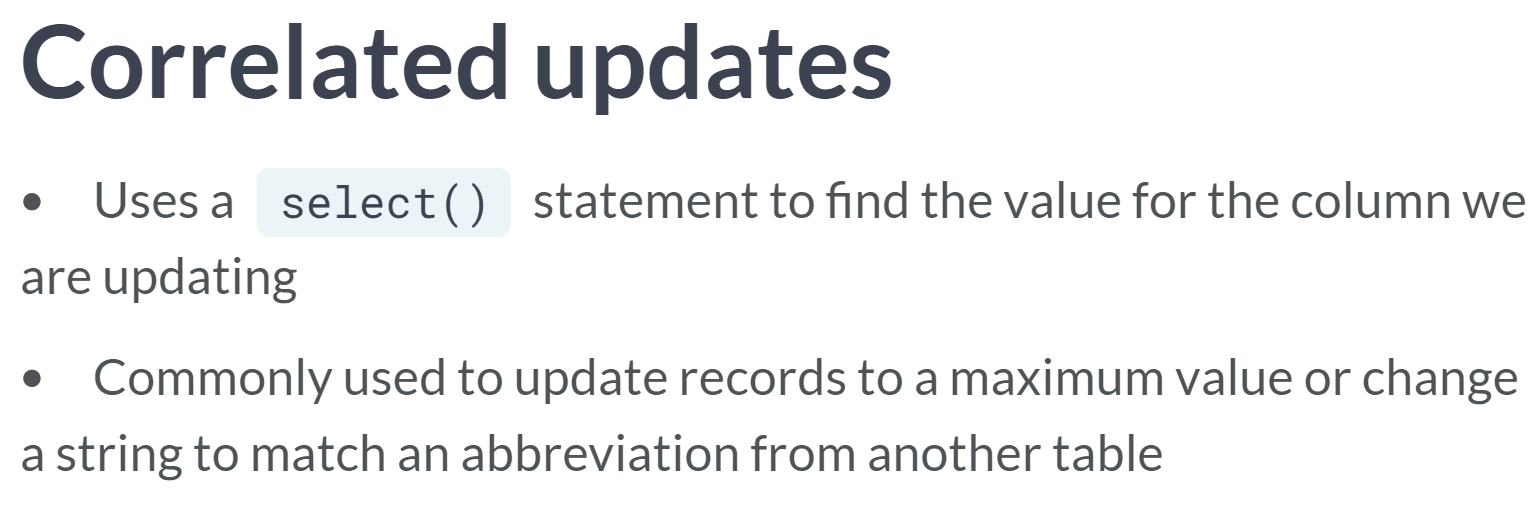 Correlated updates
• Uses a select() statement to find the value for the column we
are updating
• Commonly used to update records to a maximum value or change
a string to match an abbreviation from another table